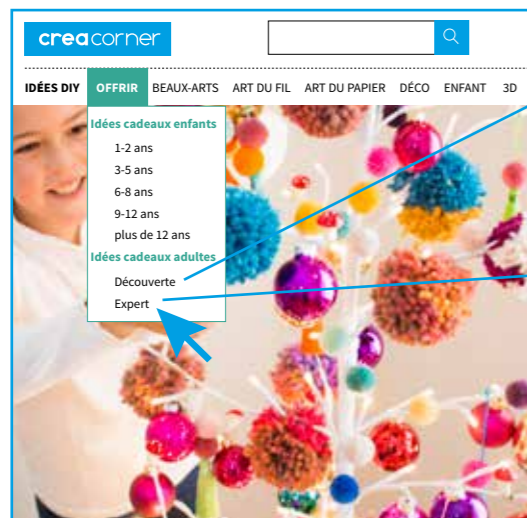 creacorner
IDÉES DIY OFFRIR BEAUX-ARTS ART DU FIL ART DU PAPIER DÉCO ENFANT 3D
Idées cadeaux enfants
1-2 ans
3-5 ans
6-8 ans
9-12 ans
plus de 12 ans
Idées cadeaux adultes
Découverte
Expert